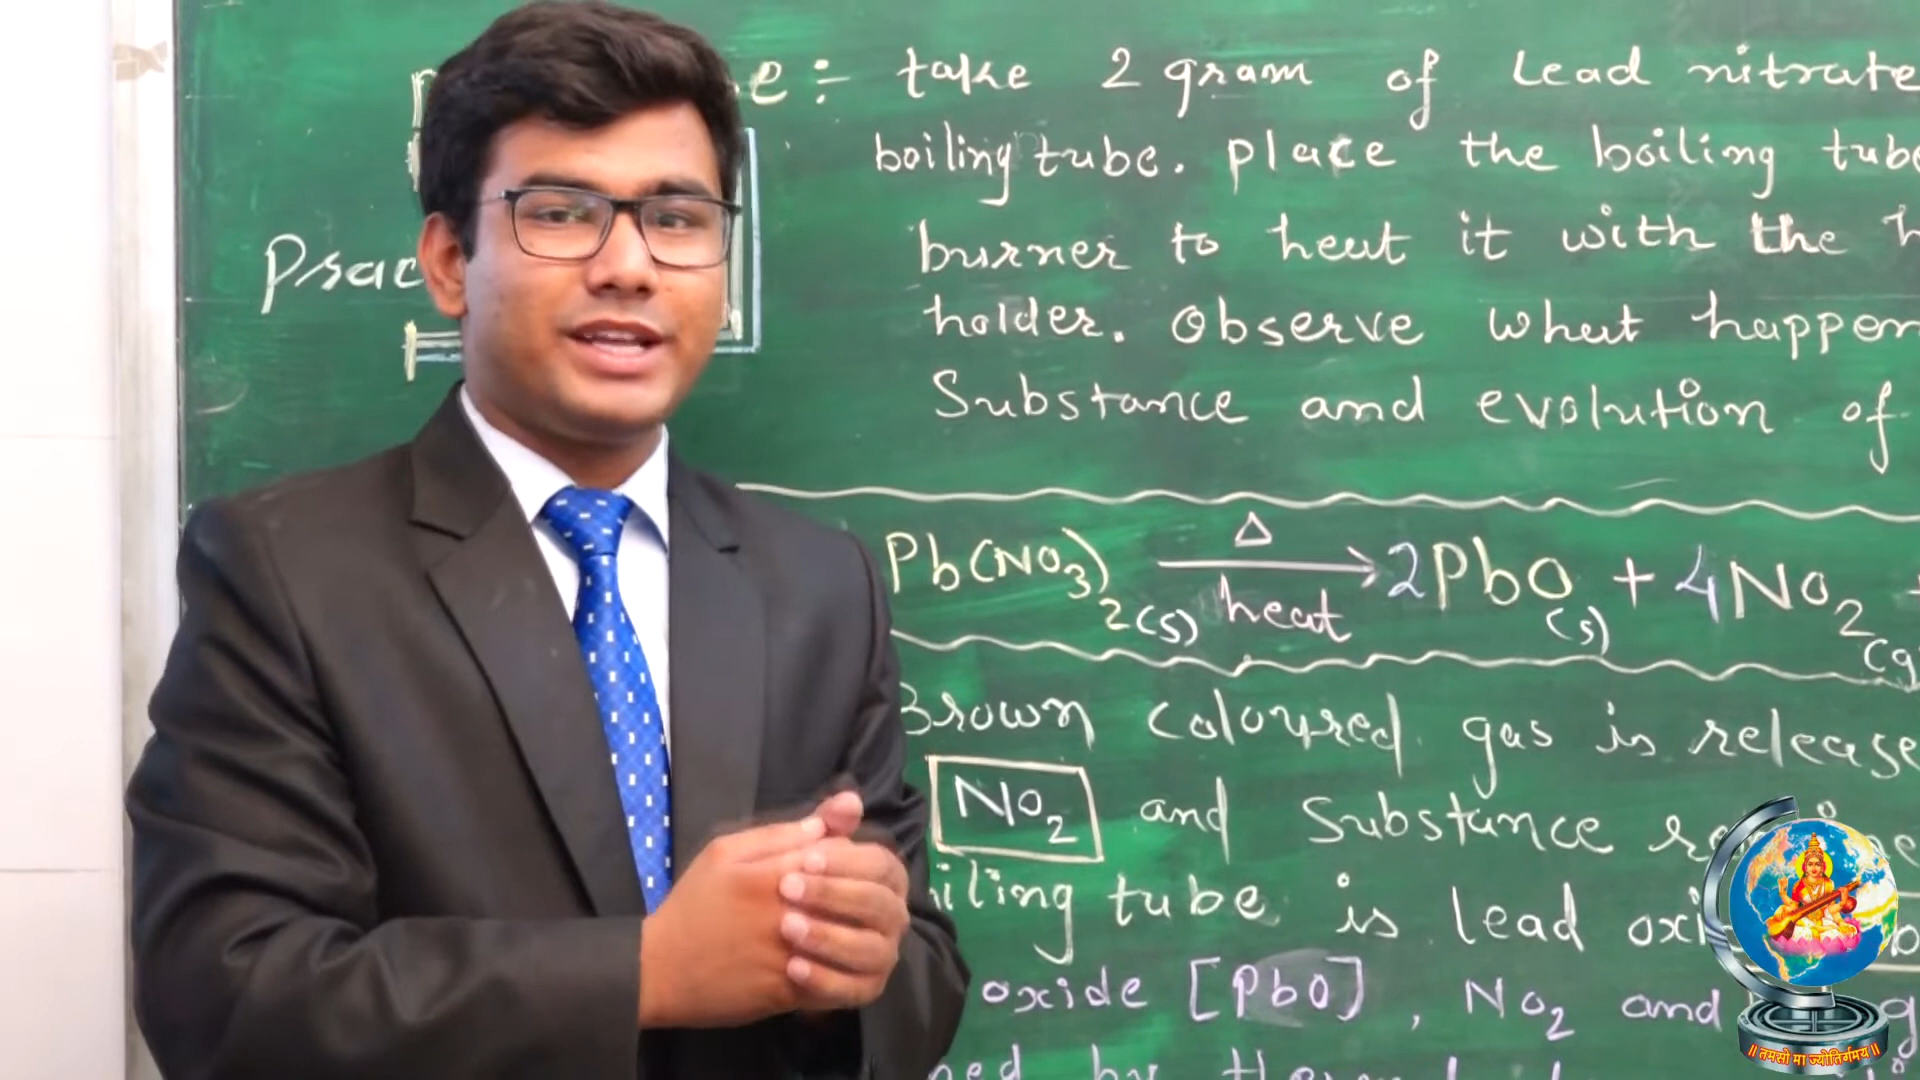 e :- take 2 gram of Lead nitrate
boiling tube. place the boiling tube
burner to heat it with the h
holder. Observe what happen
Substance and evolution of
Δ
Pb(NO3)2(s) heat → 2PbO(s) + 4NO2(g
Brown coloured gas is release
NO2 and Substance
iling tube is lead oxi
oxide [PbO], NO2 and
by
॥ तमसो मा ज्योतिर्गमय ॥